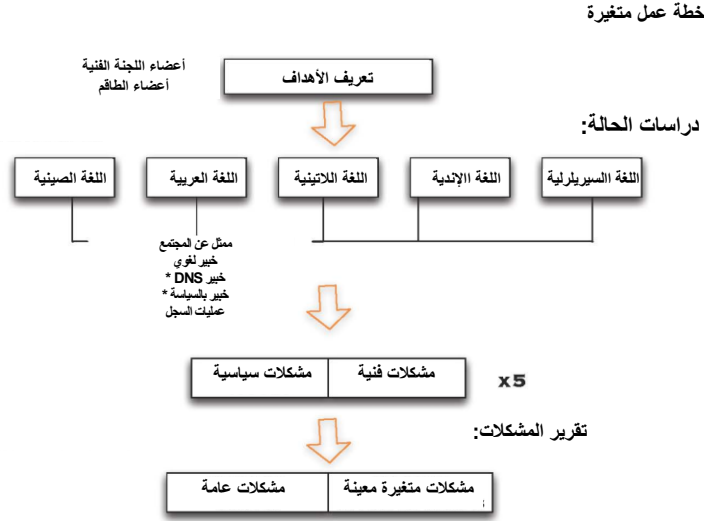 خطة عمل متغيرة
أعضاء اللجنة الفنية
أعضاء الطاقم
تعريف الأهداف
دراسات الحالة:
اللغة االسيريلرلية
اللغة االإندية
اللغة اللاتينية
اللغة العربية
اللغة الصينية
ممثل عن المجتمع
خبير لغوي
خبير DNS *
خبير بالسياسة *
عمليات السجل
مشكلات فنية
مشكلات سياسية
x5
تقرير المشكلات:
مشكلات متغيرة معينة
مشكلات عامة